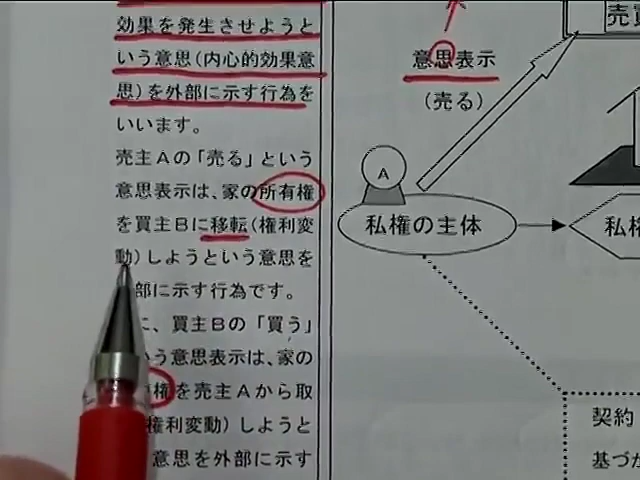 効果を発生させようと
いう意思(内心的効果意
思)を外部に示す行為を
いいます。
売主Aの「売る」という
意思表示は、家の所有権
を買主Bに移転(権利変
動)しようという意思を
部に示す行為です。
、買主Bの「買う」
う意思表示は、家の
権を売主Aから取
権利変動)しようと
意思を外部に示す
売買
意思表示
(売る)
A
私権の主体
私権
契約
基づ